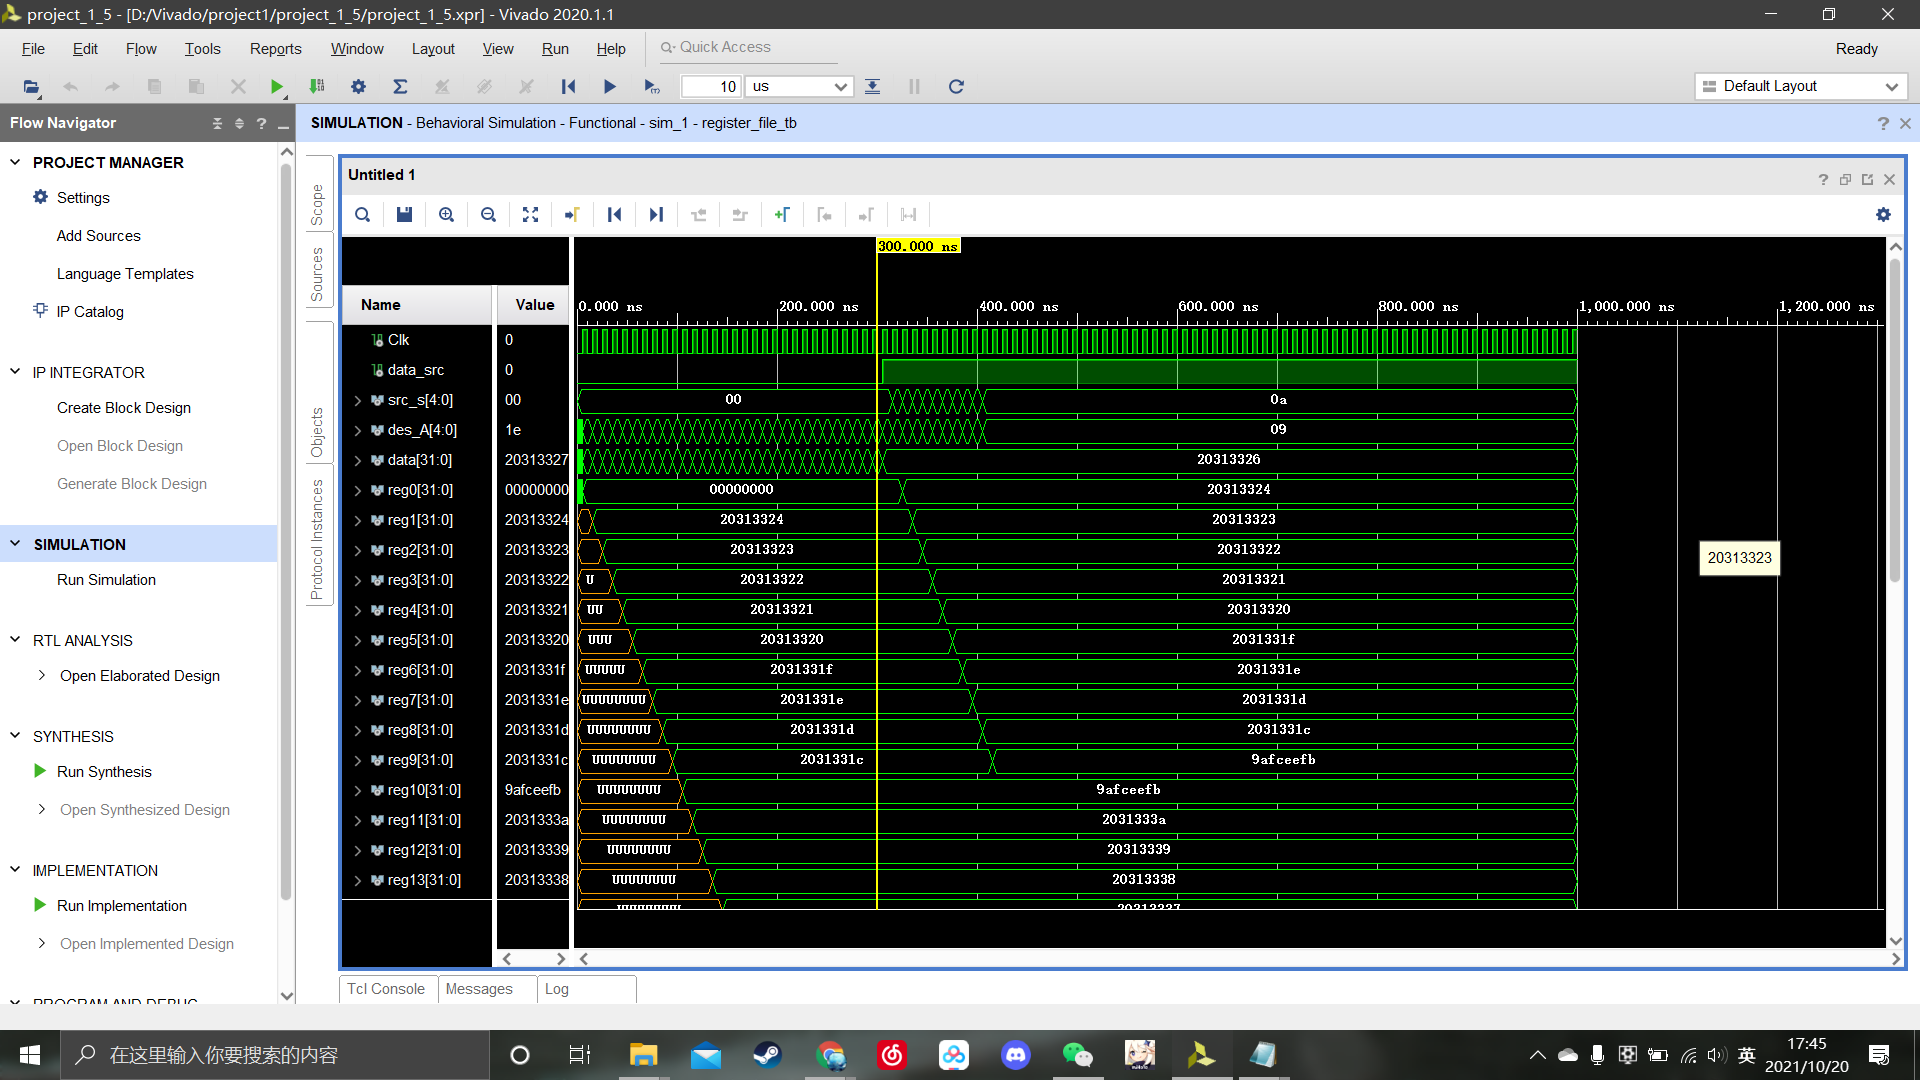 project_1_5 - [D:/Vivado/project1/project_1_5/project_1_5.xpr] - Vivado 2020.1.1
File Edit Flow Tools Reports Window Layout View Run Help Quick Access Ready
10 us Default Layout
Flow Navigator
SIMULATION - Behavioral Simulation - Functional - sim_1 - register_file_tb
PROJECT MANAGER
Settings
Add Sources
Language Templates
IP Catalog
IP INTEGRATOR
Create Block Design
Open Block Design
Generate Block Design
SIMULATION
Run Simulation
RTL ANALYSIS
Open Elaborated Design
SYNTHESIS
Run Synthesis
Open Synthesized Design
IMPLEMENTATION
Run Implementation
Open Implemented Design
PROGRAM AND DEBUG
Scope
Sources
Objects
Protocol Instances
Untitled 1
300.000 ns
Name Value 0.000 ns 200.000 ns 400.000 ns 600.000 ns 800.000 ns 1,000.000 ns 1,200.000 ns
Clk 0
data_src 0
src_s[4:0] 00 00 0a
des_A[4:0] 1e 09
data[31:0] 20313327 20313326
reg0[31:0] 00000000 00000000 20313324
reg1[31:0] 20313324 20313324 20313323
reg2[31:0] 20313323 20313323 20313322
20313323
reg3[31:0] 20313322 U 20313322 20313321
reg4[31:0] 20313321 UU 20313321 20313320
reg5[31:0] 20313320 UUU 20313320 2031331f
reg6[31:0] 2031331f UUUUU 2031331f 2031331e
reg7[31:0] 2031331e UUUUUUUU 2031331e 2031331d
reg8[31:0] 2031331d UUUUUUUU 2031331d 2031331c
reg9[31:0] 2031331c UUUUUUUU 2031331c 9afceefb
reg10[31:0] 9afceefb UUUUUUUU 9afceefb
reg11[31:0] 2031333a UUUUUUUU 2031333a
reg12[31:0] 20313339 UUUUUUUU 20313339
reg13[31:0] 20313338 UUUUUUUU 20313338
UUUUUUUU 20313337
Tcl Console Messages Log
在这里输入你要搜索的内容
英
17:45
2021/10/20